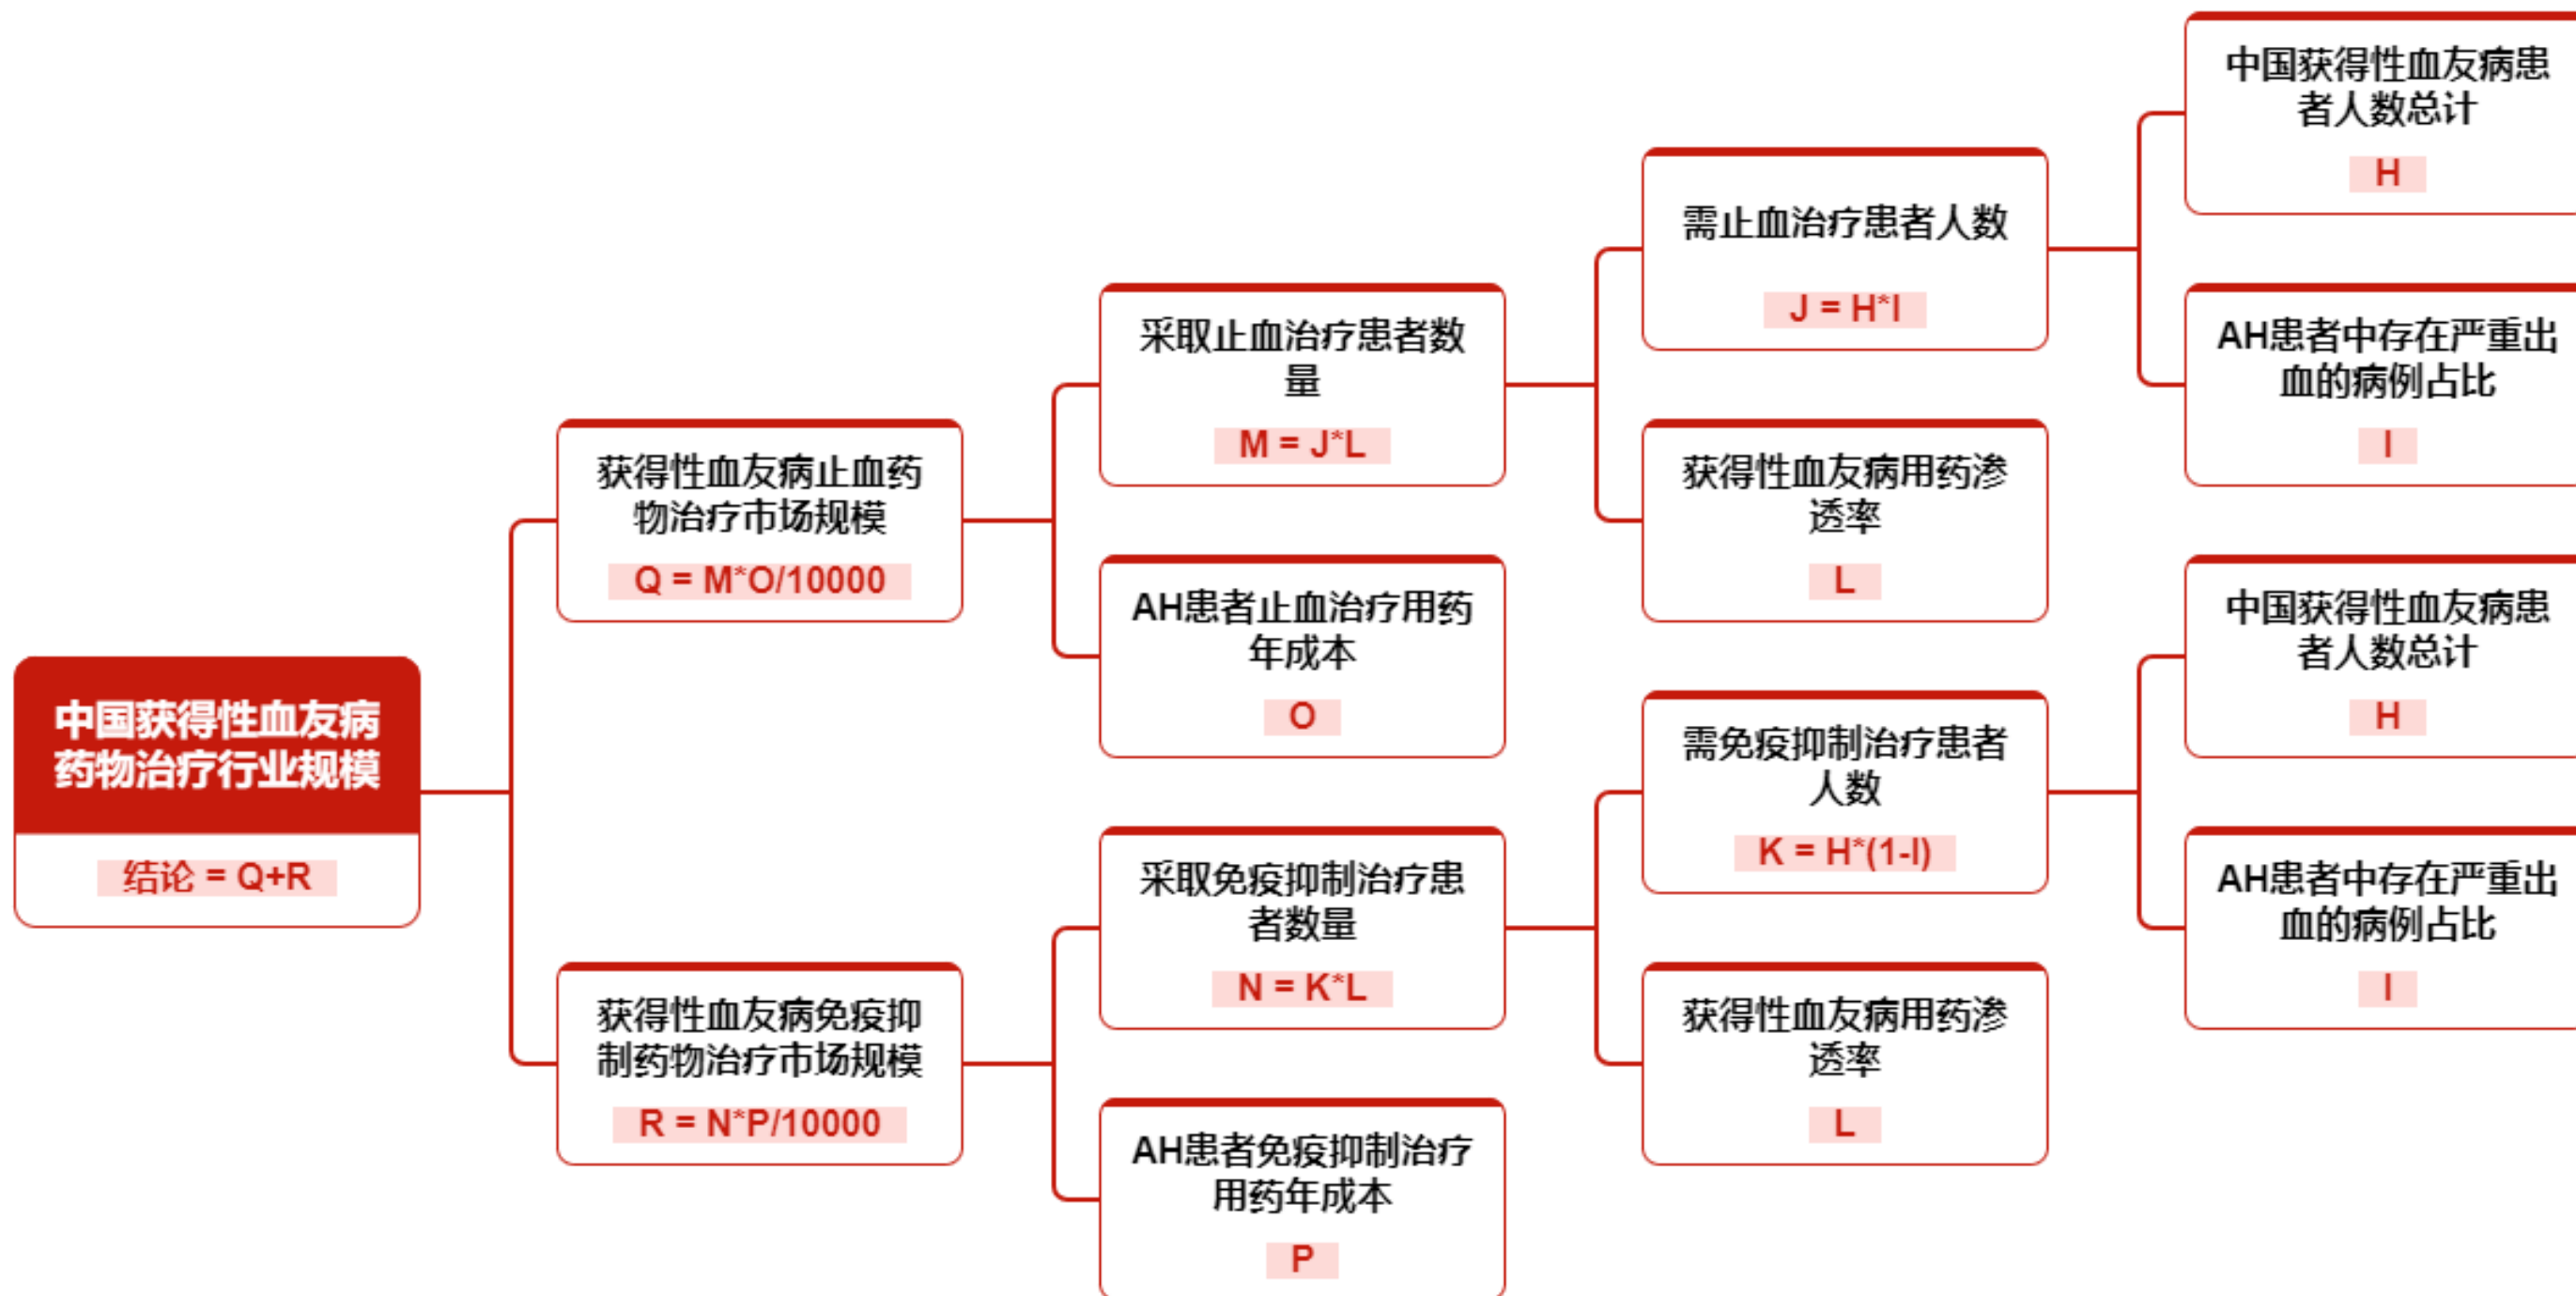 中国获得性血友病
药物治疗行业规模
结论 = Q+R
获得性血友病止血药
物治疗市场规模
Q = M*O/10000
获得性血友病免疫抑
制药物治疗市场规模
R = N*P/10000
采取止血治疗患者数
量
M = J*L
AH患者止血治疗用药
年成本
O
采取免疫抑制治疗患
者数量
N = K*L
AH患者免疫抑制治疗
用药年成本
P
需止血治疗患者人数
J = H*I
获得性血友病用药渗
透率
L
需免疫抑制治疗患者
人数
K = H*(1-I)
获得性血友病用药渗
透率
L
中国获得性血友病患
者人数总计
H
AH患者中存在严重出
血的病例占比
I
中国获得性血友病患
者人数总计
H
AH患者中存在严重出
血的病例占比
I